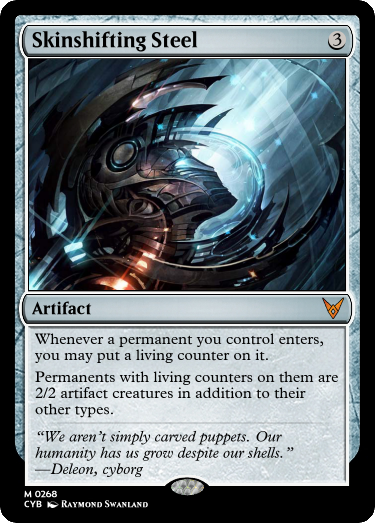 Skinshifting Steel 3
Artifact
Whenever a permanent you control enters,
you may put a living counter on it.
Permanents with living counters on them are
2/2 artifact creatures in addition to their
other types.
“We aren’t simply carved puppets. Our
humanity has us grow despite our shells.”
—Deleon, cyborg
M 0268
CYB Raymond Swanland